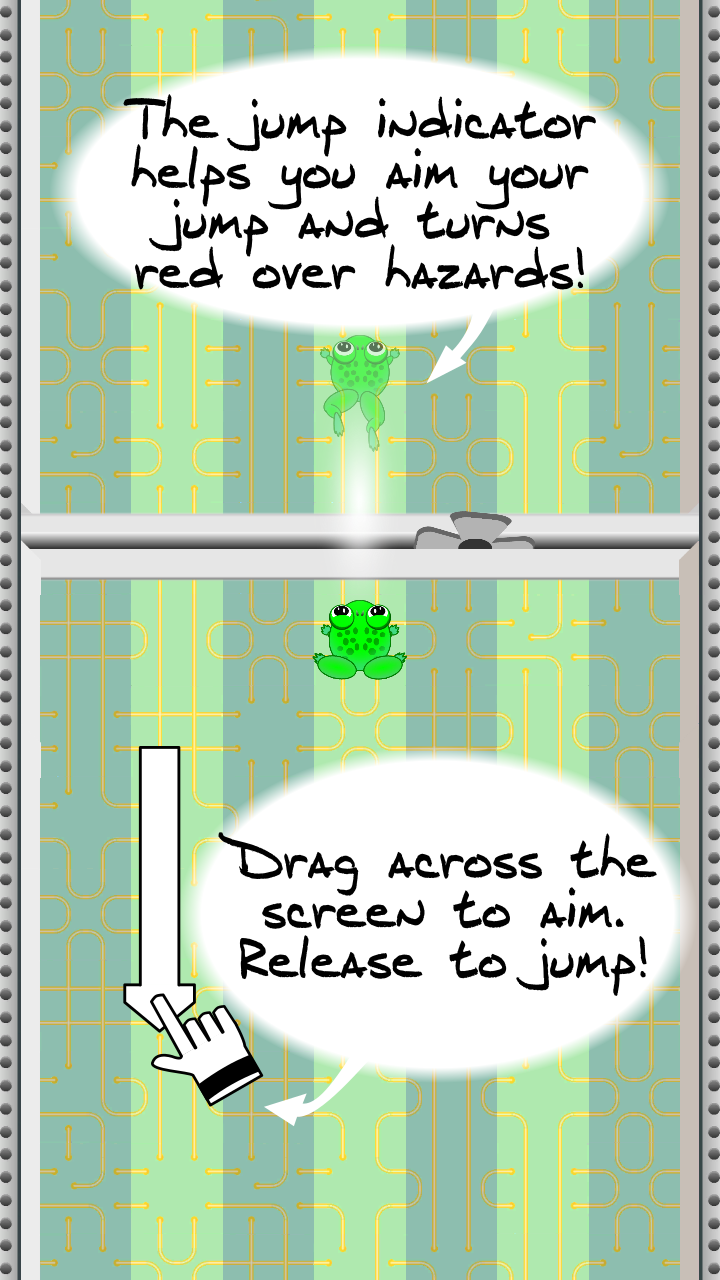 The jump indicator
helps you aim your
jump and turns
red over hazards!
Drag across the
screen to aim.
Release to jump!